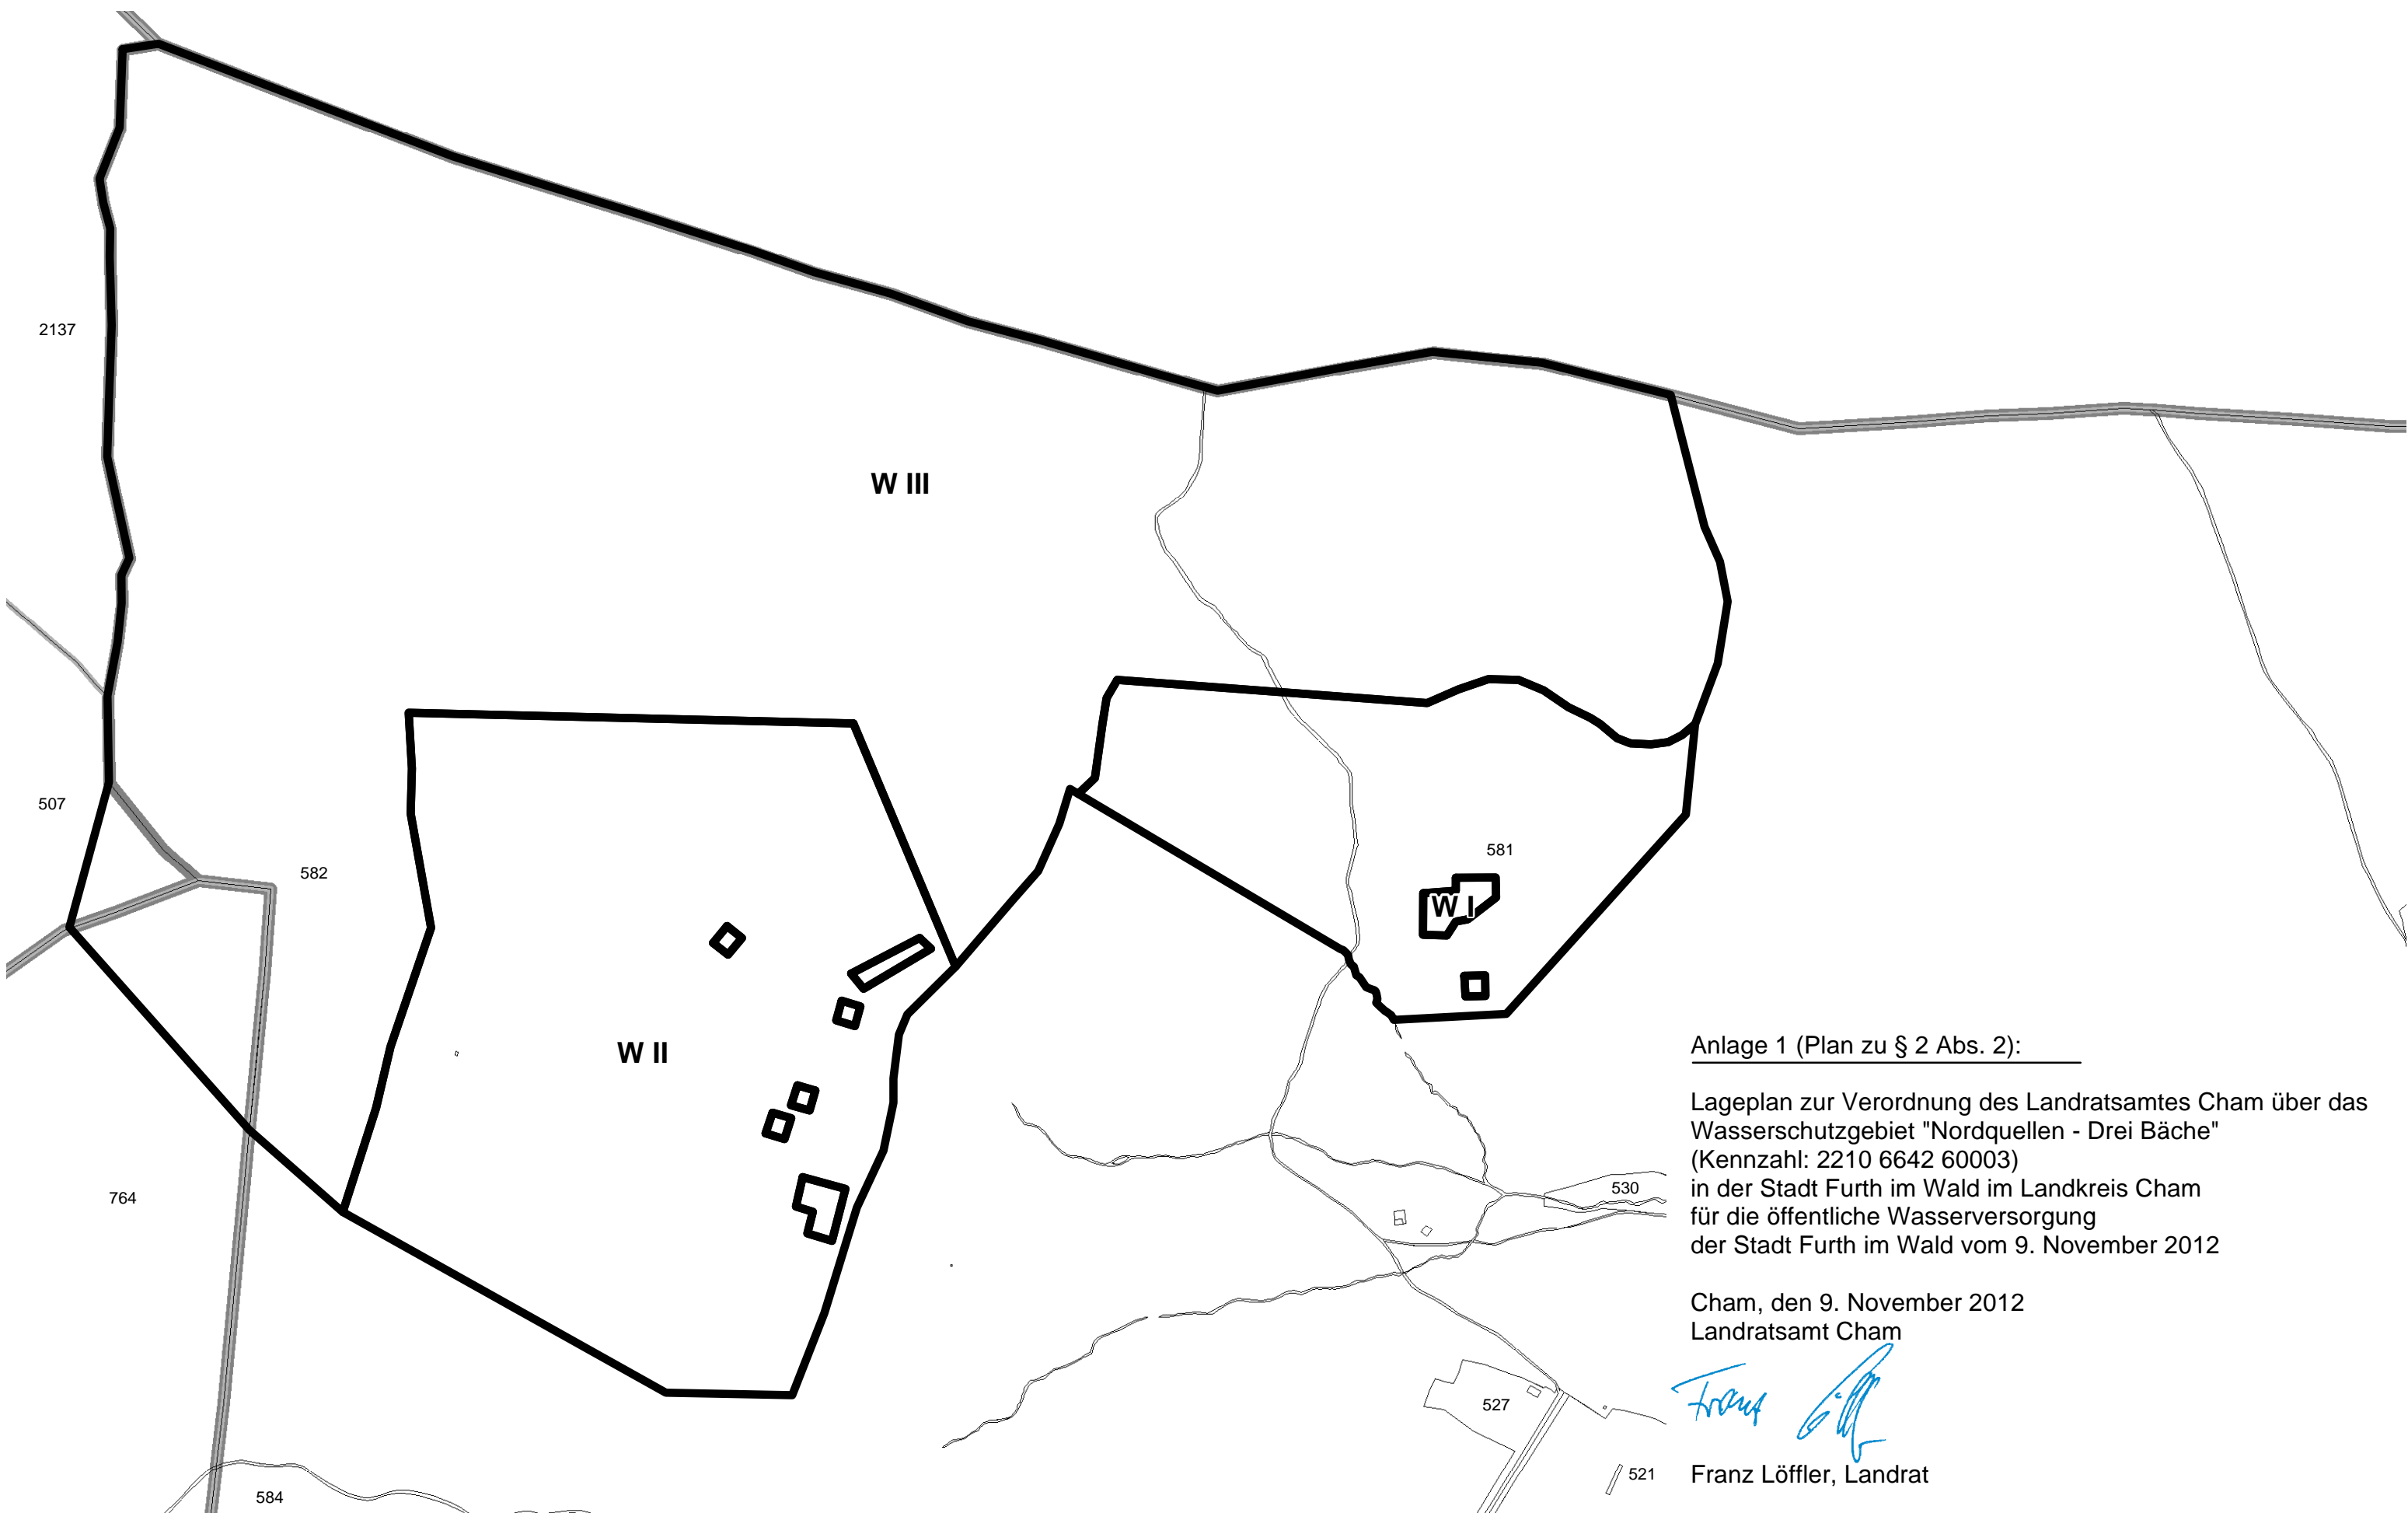 2137
W III
507
582
581
W I
W II
764
530
527
521
584
Anlage 1 (Plan zu § 2 Abs. 2):
Lageplan zur Verordnung des Landratsamtes Cham über das
Wasserschutzgebiet "Nordquellen - Drei Bäche"
(Kennzahl: 2210 6642 60003)
in der Stadt Furth im Wald im Landkreis Cham
für die öffentliche Wasserversorgung
der Stadt Furth im Wald vom 9. November 2012
Cham, den 9. November 2012
Landratsamt Cham
Franz
Franz Löffler, Landrat